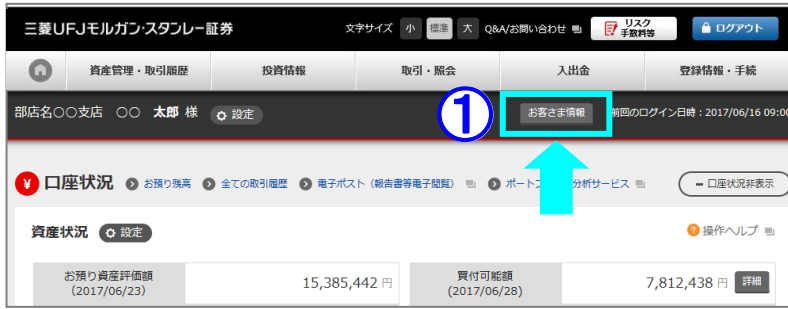 三菱UFJモルガン・スタンレー証券 文字サイズ 小 標準 大 Q&A/お問い合わせ リスク手数料等 ログアウト
資産管理・取引履歴 投資情報 取引・照会 入出金 登録情報・手続
部店名〇〇支店 〇〇 太郎 様 設定 ① お客さま情報 前回のログイン日時：2017/06/16 09:00
¥ 口座状況 お預り残高 全ての取引履歴 電子ポスト（報告書等電子閲覧） ポートフ 分析サービス 口座状況非表示
資産状況 設定 ? 操作ヘルプ
お預り資産評価額 (2017/06/23) 15,385,442 円 買付可能額 (2017/06/28) 7,812,438 円 詳細